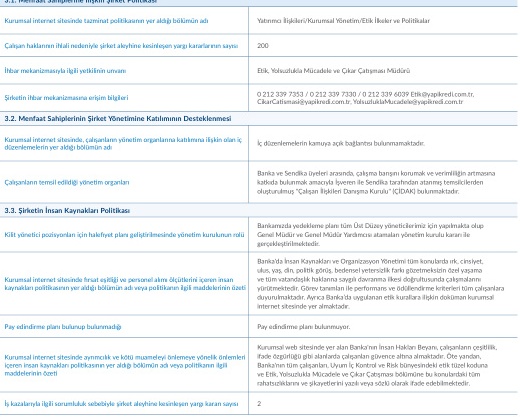 3.1. Menfaat Sahiplerine İlişkin Şirket Politikası
Kurumsal internet sitesinde tazminat politikasının yer aldığı bölümün adı
Yatırımcı İlişkileri/Kurumsal Yönetim/Etik İlkeler ve Politikalar
Çalışan haklarının ihlali nedeniyle şirket aleyhine kesinleşen yargı kararlarının sayısı
200
İhbar mekanizmasıyla ilgili yetkilinin unvanı
Etik, Yolsuzlukla Mücadele ve Çıkar Çatışması Müdürü
Şirketin ihbar mekanizmasına erişim bilgileri
0 212 339 7353 / 0 212 339 7330 / 0 212 339 6039 Etik@yapikredi.com.tr,
CikarCatismasi@yapikredi.com.tr, YolsuzluklaMucadele@yapikredi.com.tr
3.2. Menfaat Sahiplerinin Şirket Yönetimine Katılımının Desteklenmesi
Kurumsal internet sitesinde, çalışanların yönetim organlarına katılımına ilişkin olan iç
düzenlemelerin yer aldığı bölümün adı
İç düzenlemelerin kamuya açık bağlantısı bulunmamaktadır.
Çalışanların temsil edildiği yönetim organları
Banka ve Sendika üyeleri arasında, çalışma barışını korumak ve verimliliğin artmasına
katkıda bulunmak amacıyla İşveren ile Sendika tarafından atanmış temsilcilerden
oluşturulmuş "Çalışan İlişkileri Danışma Kurulu" (ÇİDAK) bulunmaktadır.
3.3. Şirketin İnsan Kaynakları Politikası
Kilit yönetici pozisyonları için halefiyet planı geliştirilmesinde yönetim kurulunun rolü
Bankamızda yedekleme planı tüm Üst Düzey yöneticilerimiz için yapılmakta olup
Genel Müdür ve Genel Müdür Yardımcısı atamaları yönetim kurulu kararı ile
gerçekleştirilmektedir.
Kurumsal internet sitesinde fırsat eşitliği ve personel alımı ölçütlerini içeren insan
kaynakları politikasının yer aldığı bölümün adı veya politikanın ilgili maddelerinin özeti
Banka'da İnsan Kaynakları ve Organizasyon Yönetimi tüm konularda ırk, cinsiyet,
ulus, yaş, din, politik görüş, bedensel yetersizlik farkı gözetmeksizin özel yaşama
ve tüm vatandaşlık haklarına saygılı davranma ilkesi doğrultusunda çalışmalarını
yürütmektedir. Görev tanımları ile performans ve ödüllendirme kriterleri tüm çalışanlara
duyurulmaktadır. Ayrıca Banka'da uygulanan etik kurallara ilişkin doküman kurumsal
internet sitesinde yer almaktadır.
Pay edindirme planı bulunup bulunmadığı
Pay edindirme planı bulunmuyor.
Kurumsal internet sitesinde ayrımcılık ve kötü muameleyi önlemeye yönelik önlemleri
içeren insan kaynakları politikasının yer aldığı bölümün adı veya politikanın ilgili
maddelerinin özeti
Kurumsal web sitesinde yer alan Banka'nın İnsan Hakları Beyanı, çalışanların çeşitlilik,
ifade özgürlüğü gibi alanlarda çalışanları güvence altına almaktadır. Öte yandan,
Banka'nın tüm çalışanları, Uyum İç Kontrol ve Risk bünyesindeki etik tüzel koduna
ve Etik, Yolsuzlukla Mücadele ve Çıkar Çatışması bölümüne bu konulardaki tüm
rahatsızlıklarını ve şikayetlerini yazılı veya sözlü olarak ifade edebilmektedir.
İş kazalarıyla ilgili sorumluluk sebebiyle şirket aleyhine kesinleşen yargı kararı sayısı
2